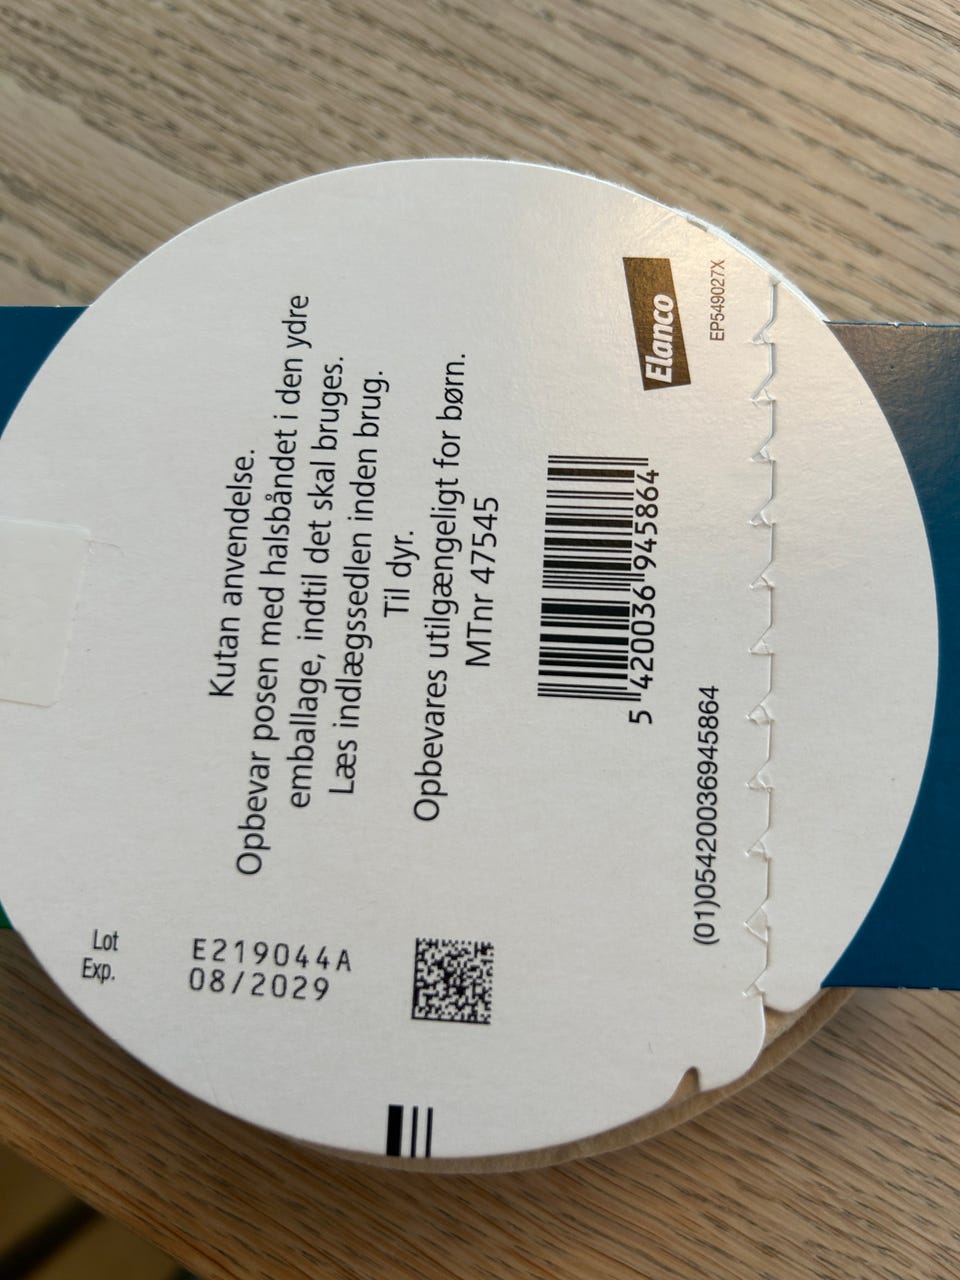 Kutan anvendelse.
Opbevar posen med halsbåndet i den ydre
emballage, indtil det skal bruges.
Læs indlægssedlen inden brug.
Til dyr.
Opbevares utilgængeligt for børn.
MTnr 47545
5 420036 945864
(01)05420036945864
Elanco
EP549027X
Lot E219044A
Exp. 08/2029